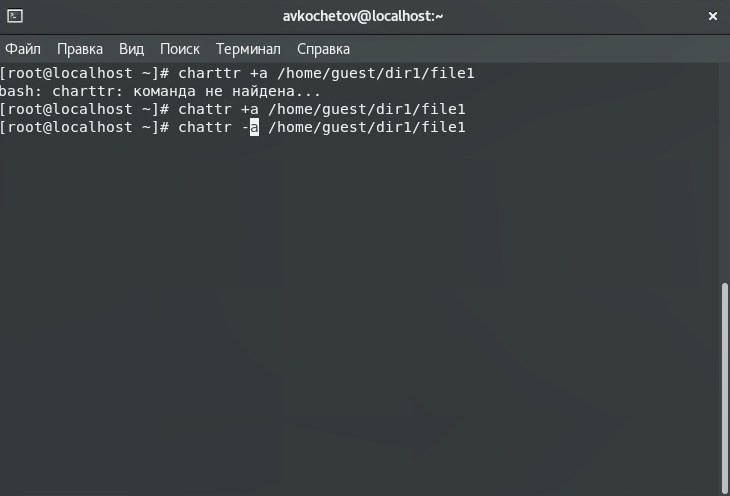 avkochetov@localhost:~
Файл Правка Вид Поиск Терминал Справка
[root@localhost ~]# charttr +a /home/guest/dir1/file1
bash: charttr: команда не найдена...
[root@localhost ~]# chattr +a /home/guest/dir1/file1
[root@localhost ~]# chattr -a /home/guest/dir1/file1